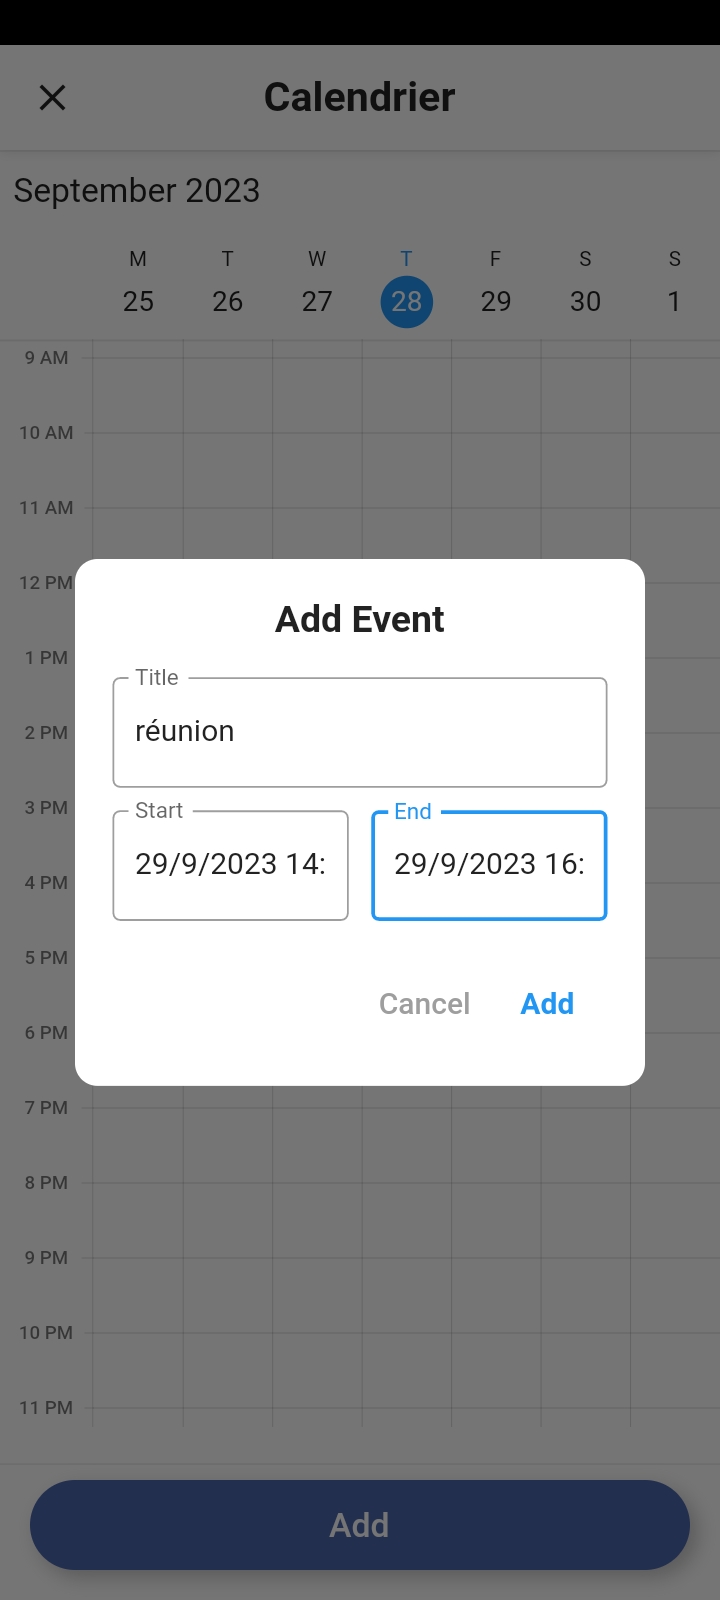 Calendrier
September 2023
M T W T F S S
25 26 27 28 29 30 1
9 AM
10 AM
11 AM
12 PM
Add Event
Title
réunion
1 PM
2 PM
Start End
29/9/2023 14: 29/9/2023 16:
3 PM
4 PM
5 PM
Cancel Add
6 PM
7 PM
8 PM
9 PM
10 PM
11 PM
Add